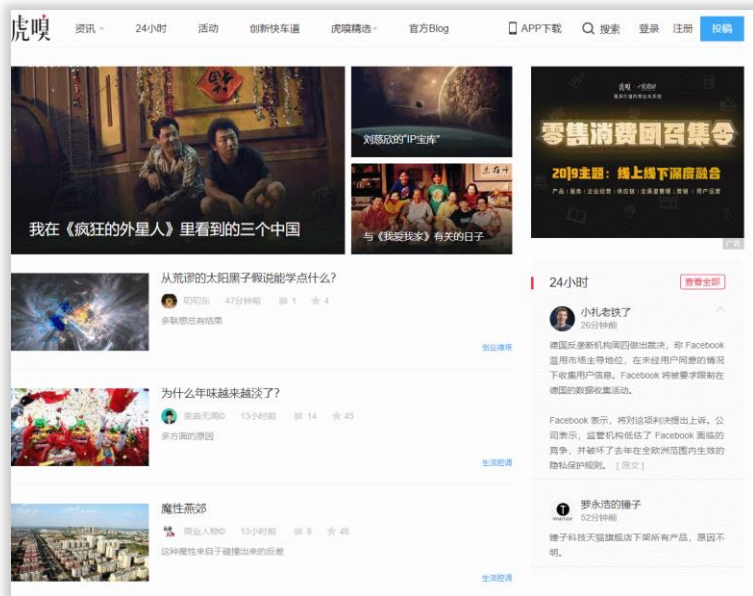 虎嗅
资讯
24小时
活动
创新快车道
虎嗅精选
官方Blog
APP下载
搜索
登录
注册
投稿
我在《疯狂的外星人》里看到的三个中国
刘慈欣的"IP宝库"
与《我爱我家》有关的日子
零售消费团召集令
2019主题：线上线下深度融合
广告
从荒谬的太阳黑子假说能学点什么？
47分钟前
1
4
多联想总有结果
创业维艰
为什么年味越来越淡了？
13小时前
14
45
多方面的原因
生活腔调
魔性燕郊
商业人物©
13小时前
8
48
这种魔性来自于碰撞出来的反差
生活腔调
24小时
查看全部
小扎老铁了
26分钟前
德国反垄断机构周四做出裁决，称 Facebook
滥用市场主导地位，在未经用户同意的情况
下收集用户信息。Facebook 将被要求限制在
德国的数据收集活动。
Facebook 表示，将对这项判决提出上诉。公
司表示，监管机构低估了 Facebook 面临的
竞争，并破坏了去年在全欧洲范围内生效的
隐私保护规则。 [ 原文 ]
罗永浩的锤子
52分钟前
锤子科技天猫旗舰店下架所有产品，原因不
明。